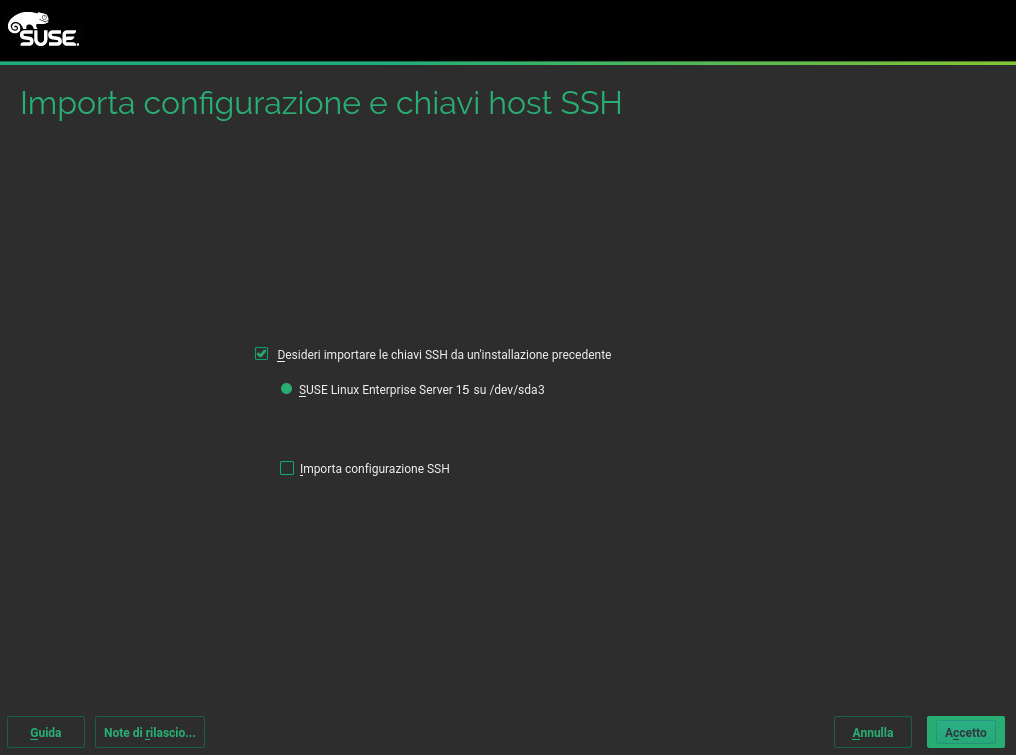 SUSE
Importa configurazione e chiavi host SSH
Desideri importare le chiavi SSH da un'installazione precedente
SUSE Linux Enterprise Server 15 su /dev/sda3
Importa configurazione SSH
Guida
Note di rilascio...
Annulla
Accetto